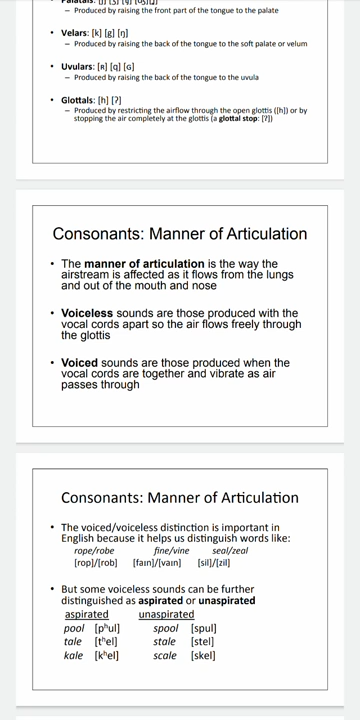 – Produced by raising the front part of the tongue to the palate
• Velars: [k] [g] [ŋ]
– Produced by raising the back of the tongue to the soft palate or velum
• Uvulars: [ʀ] [q] [ɢ]
– Produced by raising the back of the tongue to the uvula
• Glottals: [h] [ʔ]
– Produced by restricting the airflow through the open glottis ([h]) or by
stopping the air completely at the glottis (a glottal stop: [ʔ])
Consonants: Manner of Articulation
• The manner of articulation is the way the
airstream is affected as it flows from the lungs
and out of the mouth and nose
• Voiceless sounds are those produced with the
vocal cords apart so the air flows freely through
the glottis
• Voiced sounds are those produced when the
vocal cords are together and vibrate as air
passes through
Consonants: Manner of Articulation
• The voiced/voiceless distinction is important in
English because it helps us distinguish words like:
rope/robe fine/vine seal/zeal
[rop]/[rob] [faɪn]/[vaɪn] [sil]/[zil]
• But some voiceless sounds can be further
distinguished as aspirated or unaspirated
aspirated unaspirated
pool [pʰul] spool [spul]
tale [tʰel] stale [stel]
kale [kʰel] scale [skel]